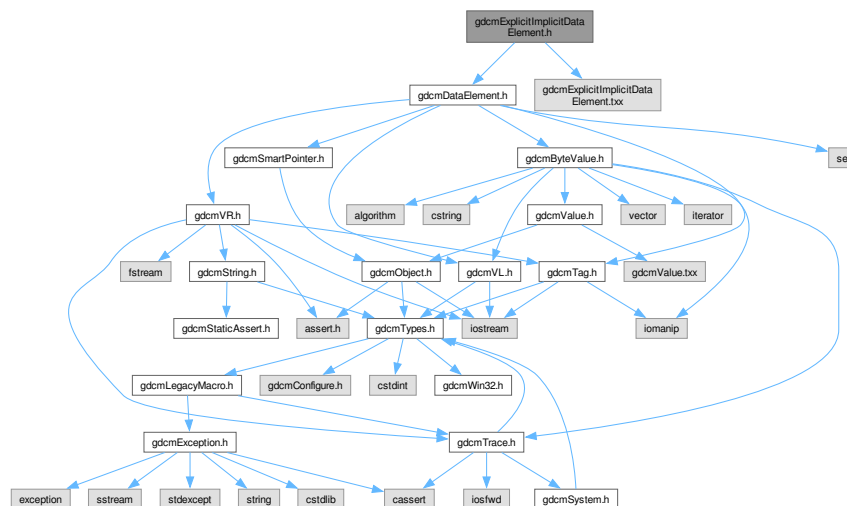 gdcmExplicitImplicitData
Element.h
gdcmDataElement.h
gdcmExplicitImplicitData
Element.txx
gdcmSmartPointer.h
gdcmByteValue.h
se
gdcmVR.h
algorithm
cstring
gdcmValue.h
vector
iterator
fstream
gdcmString.h
gdcmObject.h
gdcmVL.h
gdcmTag.h
gdcmValue.txx
gdcmStaticAssert.h
assert.h
gdcmTypes.h
iostream
iomanip
gdcmLegacyMacro.h
gdcmConfigure.h
cstdint
gdcmWin32.h
gdcmException.h
gdcmTrace.h
exception
sstream
stdexcept
string
cstdlib
cassert
iosfwd
gdcmSystem.h